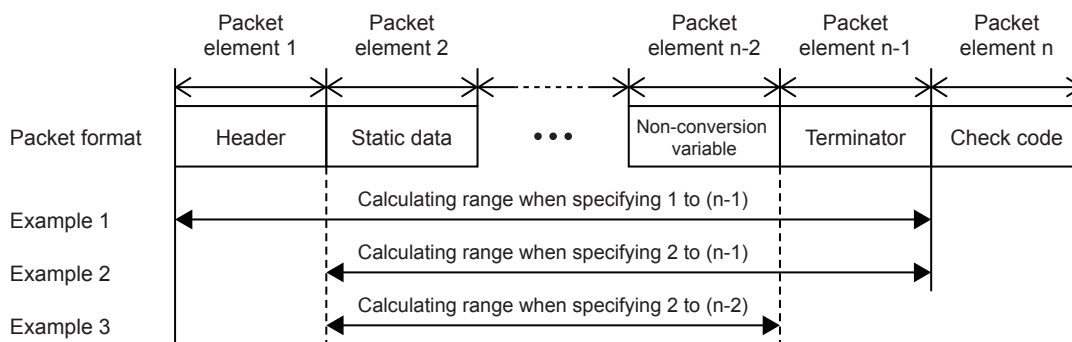 Packet element 1
Packet element 2
Packet element n-2
Packet element n-1
Packet element n
Packet format
Header
Static data
•••
Non-conversion variable
Terminator
Check code
Example 1
Calculating range when specifying 1 to (n-1)
Example 2
Calculating range when specifying 2 to (n-1)
Example 3
Calculating range when specifying 2 to (n-2)